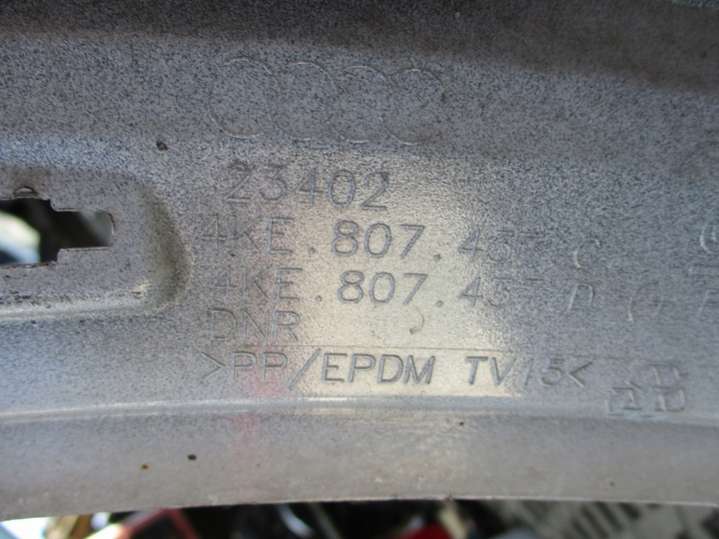 23402
4KE.807.437 C
4KE.807.437 D
DNR
>PP/EPDM TV15<